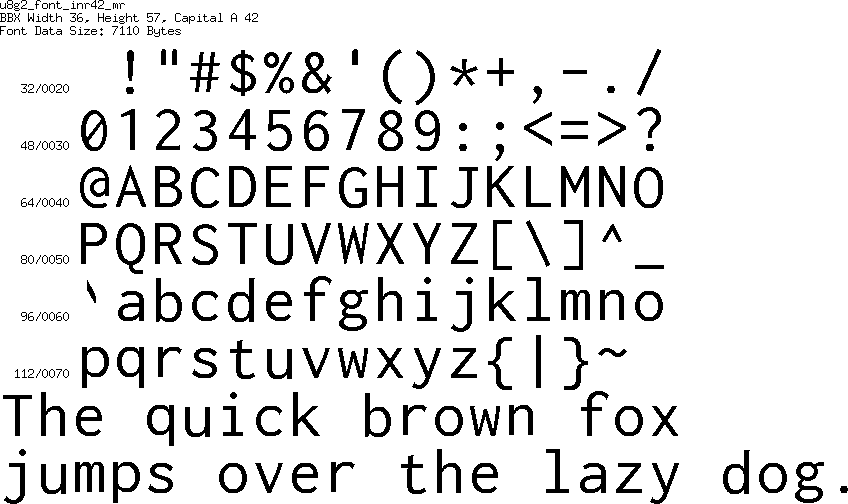 u8g2_font_inr42_mr
BBX Width 36, Height 57, Capital A 42
Font Data Size: 7110 Bytes
32/0020 !"#$%&'()*+,-./
48/0030 0123456789:;<=>?
64/0040 @ABCDEFGHIJKLMNO
80/0050 PQRSTUVWXYZ[\]^_
96/0060 `abcdefghijklmno
112/0070 pqrstuvwxyz{|}~
The quick brown fox
jumps over the lazy dog.